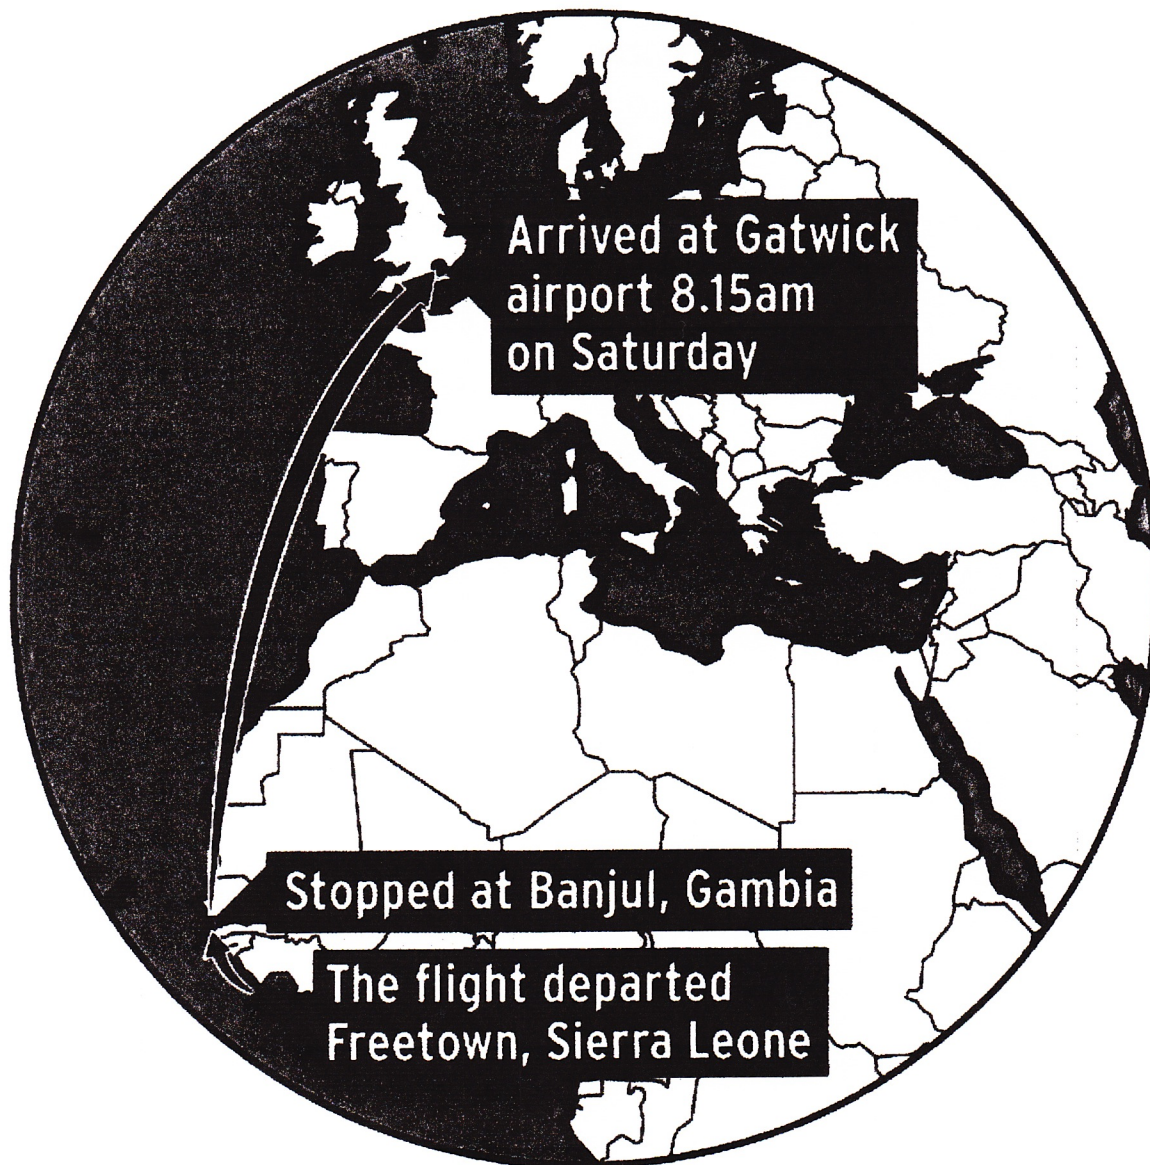 Arrived at Gatwick
airport 8.15am
on Saturday
Stopped at Banjul, Gambia
The flight departed
Freetown, Sierra Leone